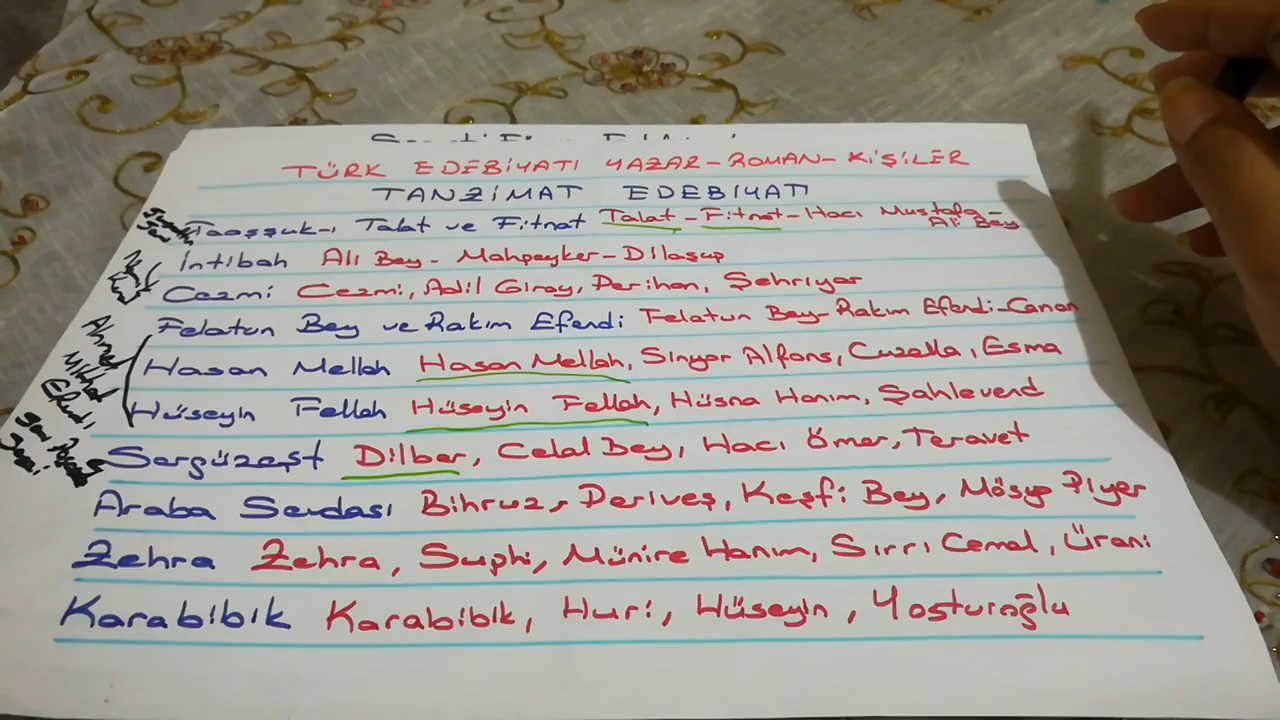 TÜRK EDEBİYATI YAZAR-ROMAN-KİŞİLER
TANZİMAT EDEBİYATI
Taaşşuk-ı Talat ve Fitnat Talat-Fitnat-Hacı Mustafa-
Ali Bey
İntibah Ali Bey-Mahpeyker-Dilaşup
Cezmi Cezmi, Adil Giray, Perihan, Şehriyar
Felatun Bey ve Rakım Efendi Felatun Bey-Rakım Efendi-Canan
Hasan Mellah Hasan Mellah, Sinyor Alfons, Cuzella, Esma
Hüseyin Fellah Hüseyin Fellah, Hüsna Hanım, Şahlevend
Sergüzeşt Dilber, Celal Bey, Hacı Ömer, Teravet
Araba Sevdası Bihruz, Periveş, Keşfi Bey, Mösyö Piyer
Zehra Zehra, Suphi, Münire Hanım, Sırrı Cemal, Ürani
Karabibik Karabibik, Huri, Hüseyin, Yosturoğlu